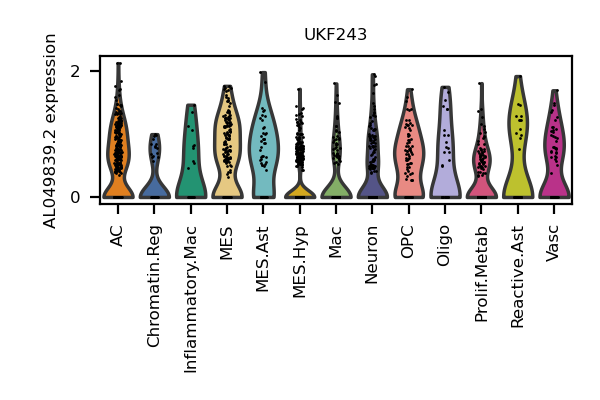 UKF243
AL049839.2 expression
2
0
AC
Chromatin.Reg
Inflammatory.Mac
MES
MES.Ast
MES.Hyp
Mac
Neuron
OPC
Oligo
Prolif.Metab
Reactive.Ast
Vasc